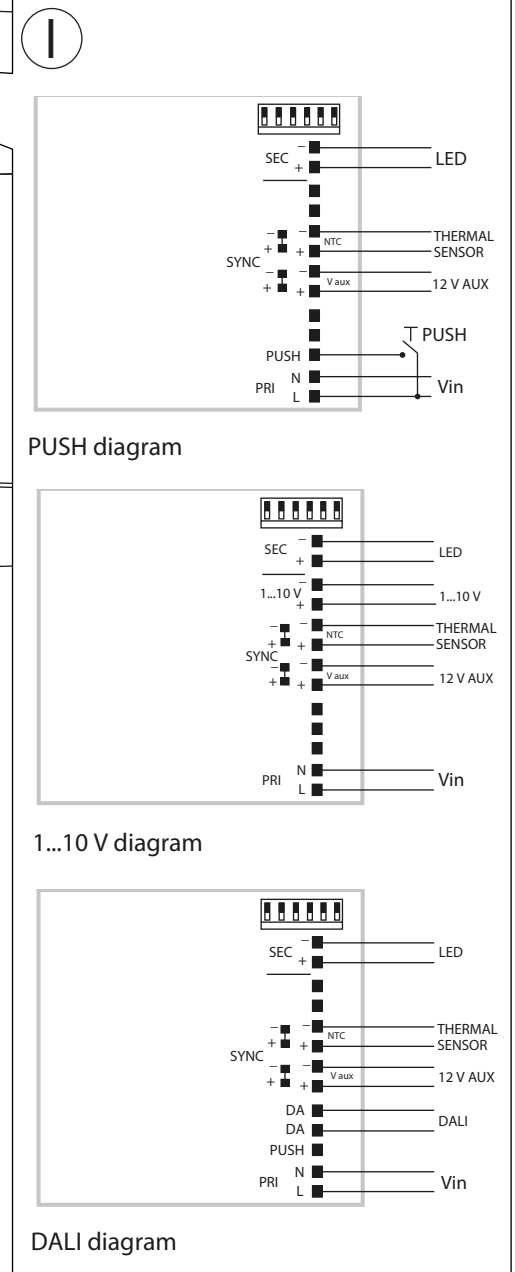 I
–
SEC
+
LED
– –
NTC
+ +
THERMAL
SENSOR
SYNC
– –
V aux
+ +
12 V AUX
PUSH
PUSH
N
PRI
L
Vin
PUSH diagram
–
SEC
+
LED
–
1...10 V
+
1...10 V
– –
NTC
+ +
THERMAL
SENSOR
SYNC
– –
V aux
+ +
12 V AUX
N
PRI
L
Vin
1...10 V diagram
–
SEC
+
LED
– –
NTC
+ +
THERMAL
SENSOR
SYNC
– –
V aux
+ +
12 V AUX
DA
DA
DALI
PUSH
N
PRI
L
Vin
DALI diagram